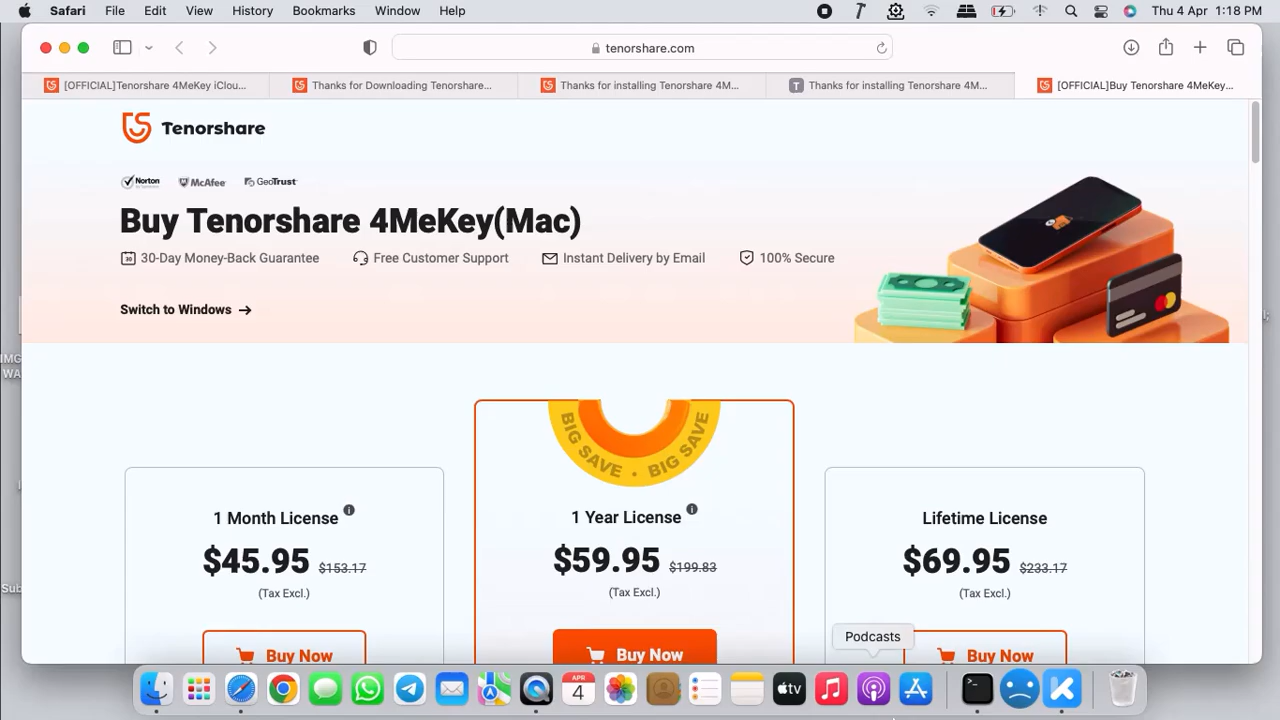 Safari File Edit View History Bookmarks Window Help Thu 4 Apr 1:18 PM
tenorshare.com
[OFFICIAL]Tenorshare 4MeKey iClou... Thanks for Downloading Tenorshare... Thanks for installing Tenorshare 4M... T Thanks for installing Tenorshare 4M... [OFFICIAL]Buy Tenorshare 4MeKey...
Tenorshare
Norton McAfee GeoTrust
Buy Tenorshare 4MeKey(Mac)
30-Day Money-Back Guarantee Free Customer Support Instant Delivery by Email 100% Secure
Switch to Windows →
IMG
WA
BIG SAVE • BIG SAVE
1 Month License
$45.95 $153.17
(Tax Excl.)
Buy Now
1 Year License
$59.95 $199.83
(Tax Excl.)
Buy Now
Lifetime License
$69.95 $233.17
(Tax Excl.)
Buy Now
Sub
Podcasts
APR
4
tv